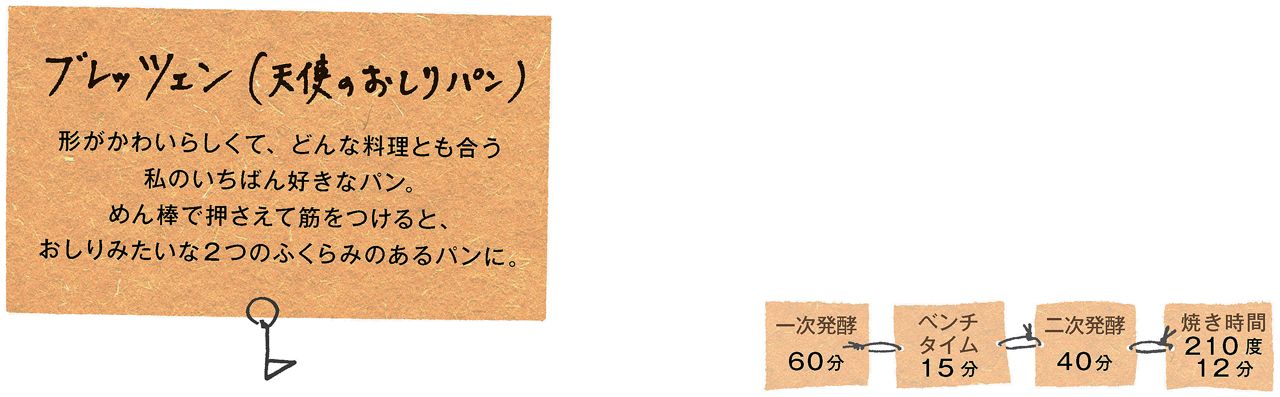 ブレッツェン(天使のおしりパン)
形がかわいらしくて、どんな料理とも合う
私のいちばん好きなパン。
めん棒で押さえて筋をつけると、
おしりみたいな2つのふくらみのあるパンに。
一次発酵
60分
ベンチ
タイム
15分
二次発酵
40分
焼き時間
210度
12分